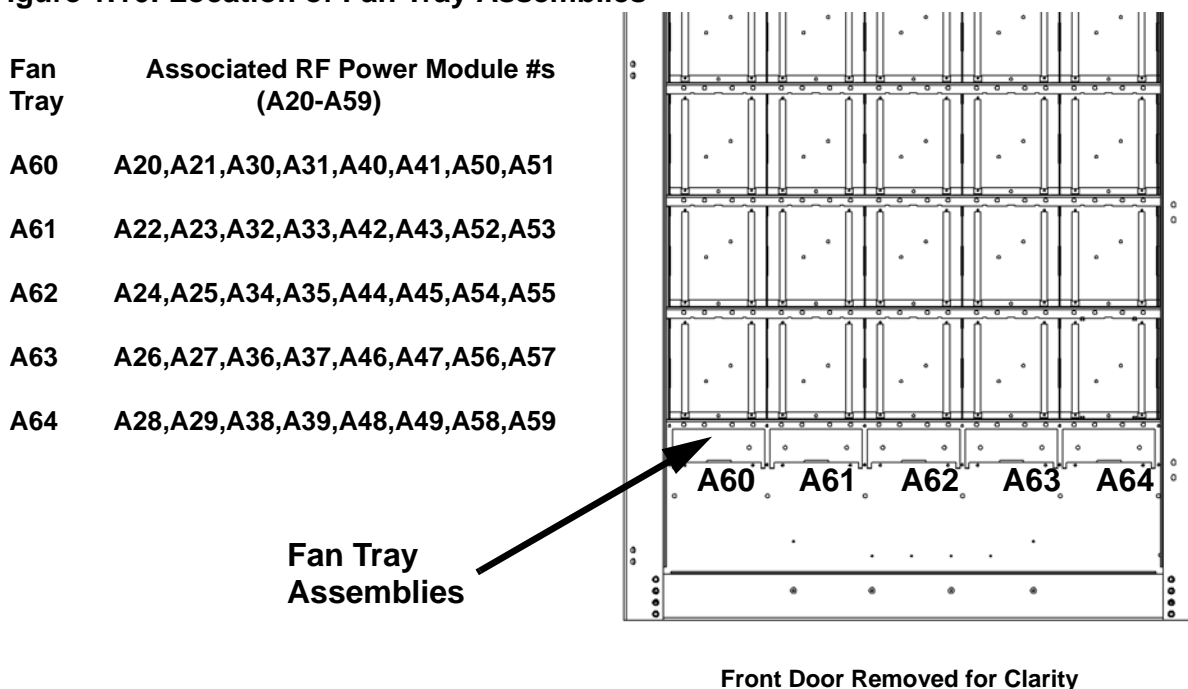 Fan Tray Associated RF Power Module #s (A20-A59)
A60 A20,A21,A30,A31,A40,A41,A50,A51
A61 A22,A23,A32,A33,A42,A43,A52,A53
A62 A24,A25,A34,A35,A44,A45,A54,A55
A63 A26,A27,A36,A37,A46,A47,A56,A57
A64 A28,A29,A38,A39,A48,A49,A58,A59
A60 A61 A62 A63 A64
Fan Tray
Assemblies
Front Door Removed for Clarity